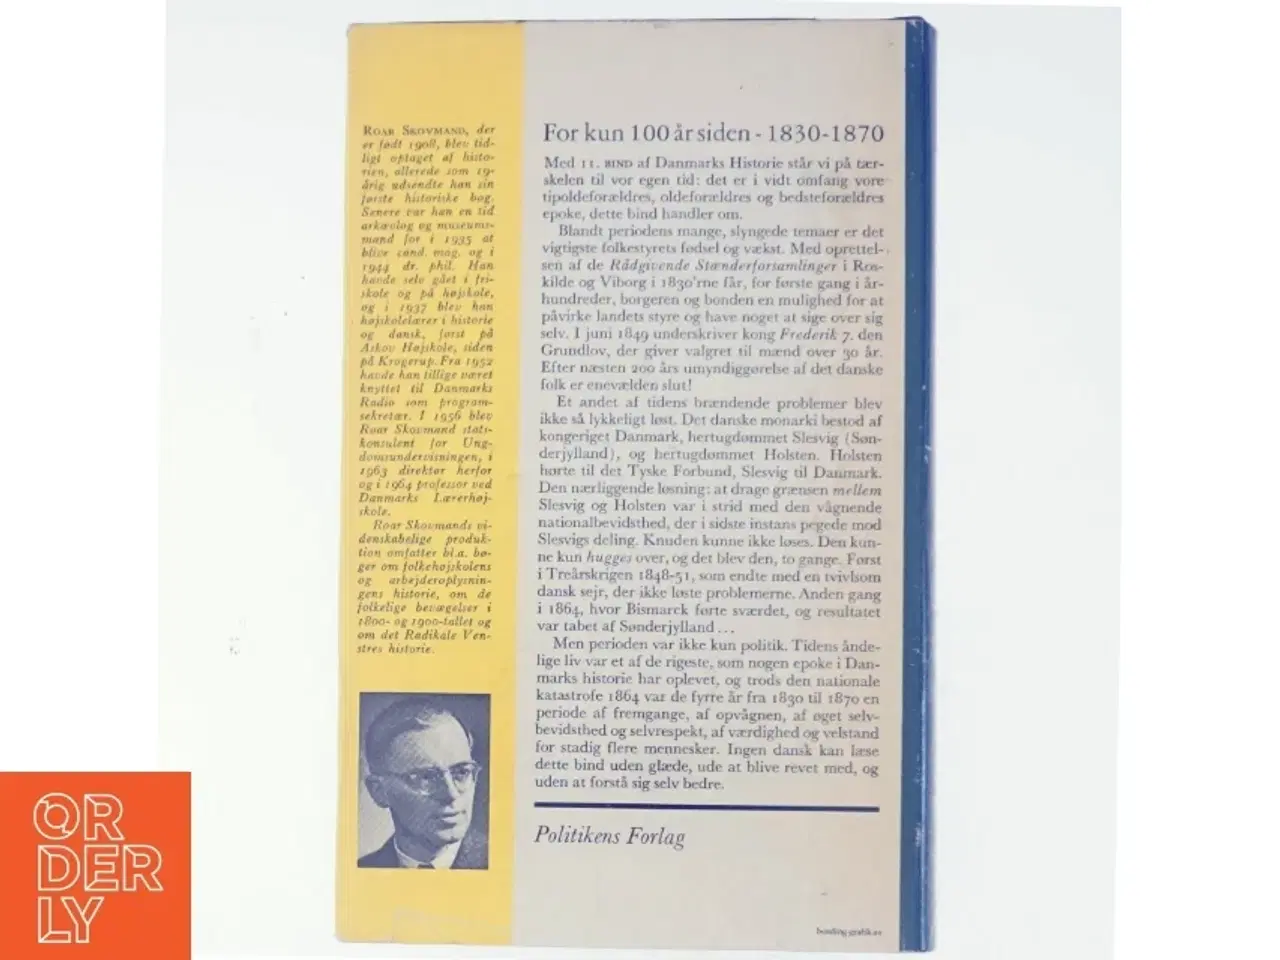 ROAR SKOVMAND, der
er født 1908, blev tid-
ligt optaget af histo-
rien, allerede som 19-
årig udsendte han sin
første historiske bog.
Senere var han en tid
arkæolog og museums-
mand for i 1935 at
blive cand. mag. og i
1944 dr. phil. Han
havde selv gået i fri-
skole og på højskole,
og i 1937 blev han
højskolelærer i historie
og dansk, først på
Askov Højskole, siden
på Krogerup. Fra 1952
havde han tillige været
knyttet til Danmarks
Radio som program-
sekretær. I 1956 blev
Roar Skovmand stats-
konsulent for Ung-
domsundervisningen, i
1963 direktør herfor
og i 1964 professor ved
Danmarks Lærerhøj-
skole.
Roar Skovmands vi-
denskabelige produk-
tion omfatter bl.a. bø-
ger om folkehøjskolens
og arbejderoplysnin-
gens historie, om de
folkelige bevægelser i
1800- og 1900-tallet og
om det Radikale Ven-
stres historie.
For kun 100 år siden - 1830-1870
Med 11. BIND af Danmarks Historie står vi på tær-
skelen til vor egen tid: det er i vidt omfang vore
tipoldeforældres, oldeforældres og bedsteforældres
epoke, dette bind handler om.
Blandt periodens mange, slyngede temaer er det
vigtigste folkestyrets fødsel og vækst. Med oprettel-
sen af de Rådgivende Stænderforsamlinger i Ros-
kilde og Viborg i 1830'rne får, for første gang i år-
hundreder, borgeren og bonden en mulighed for at
påvirke landets styre og have noget at sige over sig
selv. I juni 1849 underskriver kong Frederik 7. den
Grundlov, der giver valgret til mænd over 30 år.
Efter næsten 200 års umyndiggørelse af det danske
folk er enevælden slut!
Et andet af tidens brændende problemer blev
ikke så lykkeligt løst. Det danske monarki bestod af
kongeriget Danmark, hertugdømmet Slesvig (Søn-
derjylland), og hertugdømmet Holsten. Holsten
hørte til det Tyske Forbund, Slesvig til Danmark.
Den nærliggende løsning: at drage grænsen mellem
Slesvig og Holsten var i strid med den vågnende
nationalbevidsthed, der i sidste instans pegede mod
Slesvigs deling. Knuden kunne ikke løses. Den kun-
ne kun hugges over, og det blev den, to gange. Først
i Treårskrigen 1848-51, som endte med en tvivlsom
dansk sejr, der ikke løste problemerne. Anden gang
i 1864, hvor Bismarck førte sværdet, og resultatet
var tabet af Sønderjylland ...
Men perioden var ikke kun politik. Tidens ånde-
lige liv var et af de rigeste, som nogen epoke i Dan-
marks historie har oplevet, og trods den nationale
katastrofe 1864 var de fyrre år fra 1830 til 1870 en
periode af fremgange, af opvågnen, af øget selv-
bevidsthed og selvrespekt, af værdighed og velstand
for stadig flere mennesker. Ingen dansk kan læse
dette bind uden glæde, ude at blive revet med, og
uden at forstå sig selv bedre.
Politikens Forlag
bonding grafik as
ORDERLY